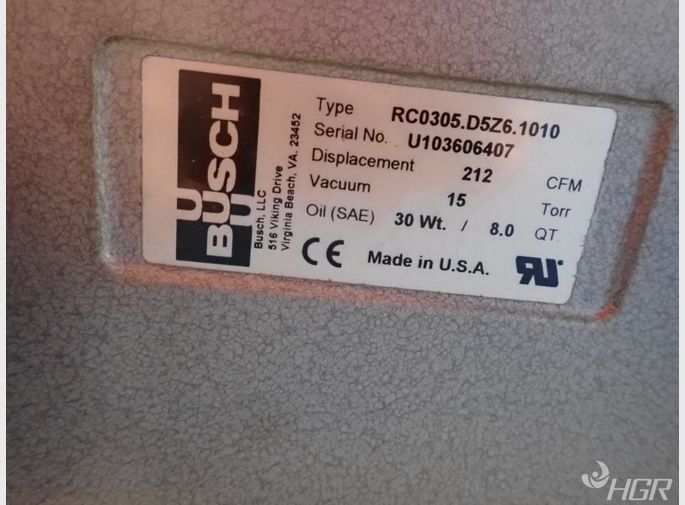 BUSCH
Busch, LLC
516 Viking Drive
Virginia Beach, VA. 23452
Type RC0305.D5Z6.1010
Serial No. U103606407
Displacement 212 CFM
Vacuum 15 Torr
Oil (SAE) 30 Wt. / 8.0 QT.
CE Made in U.S.A.
HGR